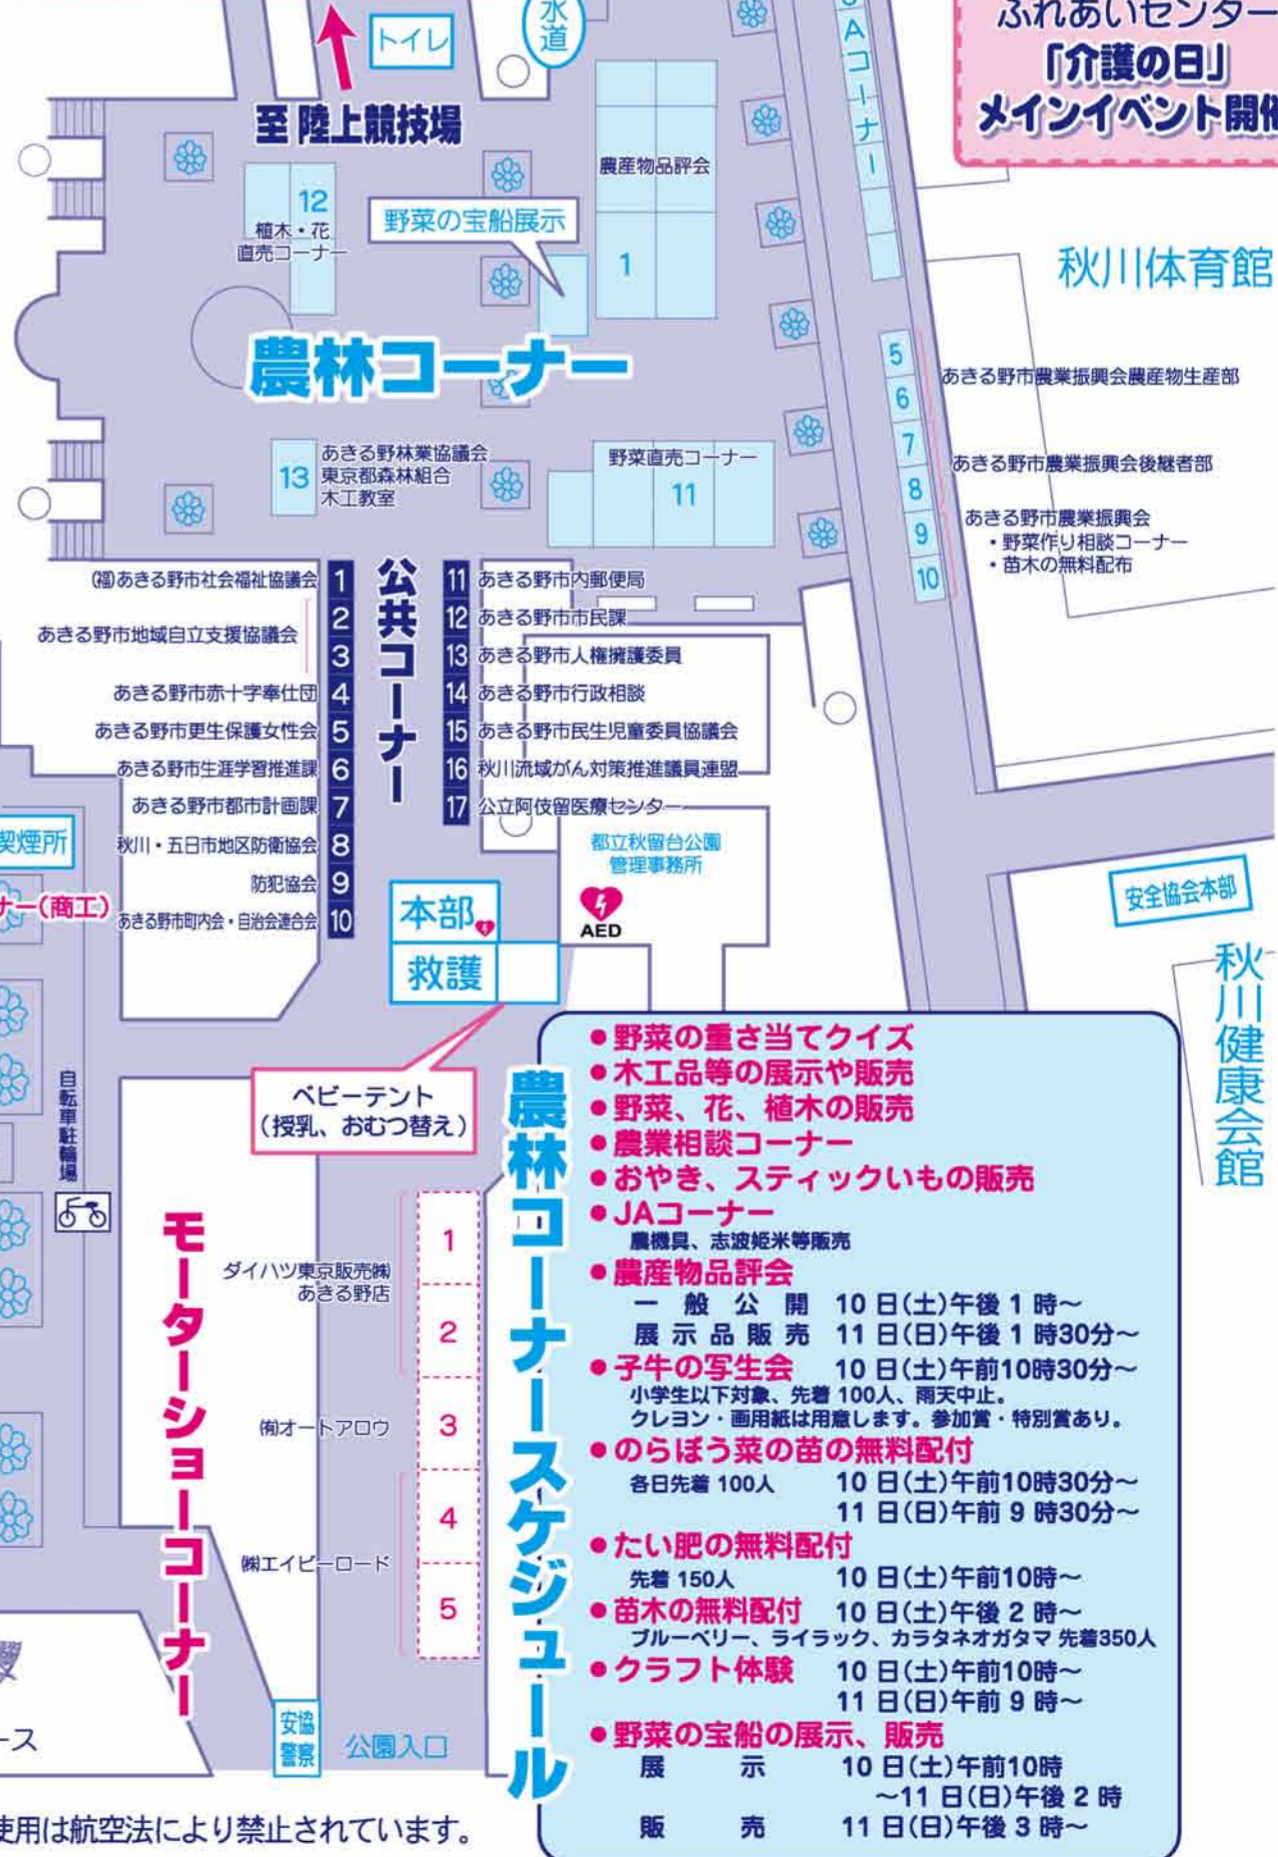 ふれあいセンター
「介護の日」
メインイベント開催
水道
トイレ
至 陸上競技場
JAコーナー
農産物品評会
1
12
植木・花
直売コーナー
野菜の宝船展示
秋川体育館
農林コーナー
5
6
7
8
9
10
あきる野市農業振興会農産物生産部
あきる野市農業振興会後継者部
あきる野市農業振興会
・野菜作り相談コーナー
・苗木の無料配布
13
あきる野林業協議会
東京都森林組合
木工教室
野菜直売コーナー
11
公共コーナー
㈳あきる野市社会福祉協議会 1
あきる野市地域自立支援協議会 2
3
あきる野市赤十字奉仕団 4
あきる野市更生保護女性会 5
あきる野市生涯学習推進課 6
あきる野市都市計画課 7
秋川・五日市地区防衛協会 8
防犯協会 9
あきる野市町内会・自治会連合会 10
11 あきる野市内郵便局
12 あきる野市市民課
13 あきる野市人権擁護委員
14 あきる野市行政相談
15 あきる野市民生児童委員協議会
16 秋川流域がん対策推進議員連盟
17 公立阿伎留医療センター
喫煙所
ナー(商工)
都立秋留台公園
管理事務所
AED
本部
救護
安全協会本部
秋川健康会館
ベビーテント
(授乳、おむつ替え)
自転車駐輪場
モーターショーコーナー
ダイハツ東京販売㈱
あきる野店
1
2
㈲オートアロウ
3
㈱エイビーロード
4
5
安協
警察
公園入口
ース
使用は航空法により禁止されています。
農林コーナースケジュール
●野菜の重さ当てクイズ
●木工品等の展示や販売
●野菜、花、植木の販売
●農業相談コーナー
●おやき、スティックいもの販売
●JAコーナー
農機具、志波姫米等販売
●農産物品評会
一般公開 10日(土)午後1時～
展示品販売 11日(日)午後1時30分～
●子牛の写生会 10日(土)午前10時30分～
小学生以下対象、先着100人、雨天中止。
クレヨン・画用紙は用意します。参加賞・特別賞あり。
●のらぼう菜の苗の無料配付
各日先着100人 10日(土)午前10時30分～
11日(日)午前9時30分～
●たい肥の無料配付
先着150人 10日(土)午前10時～
●苗木の無料配付 10日(土)午後2時～
ブルーベリー、ライラック、カラタネオガタマ 先着350人
●クラフト体験 10日(土)午前10時～
11日(日)午前9時～
●野菜の宝船の展示、販売
展示 10日(土)午前10時
～11日(日)午後2時
販売 11日(日)午後3時～